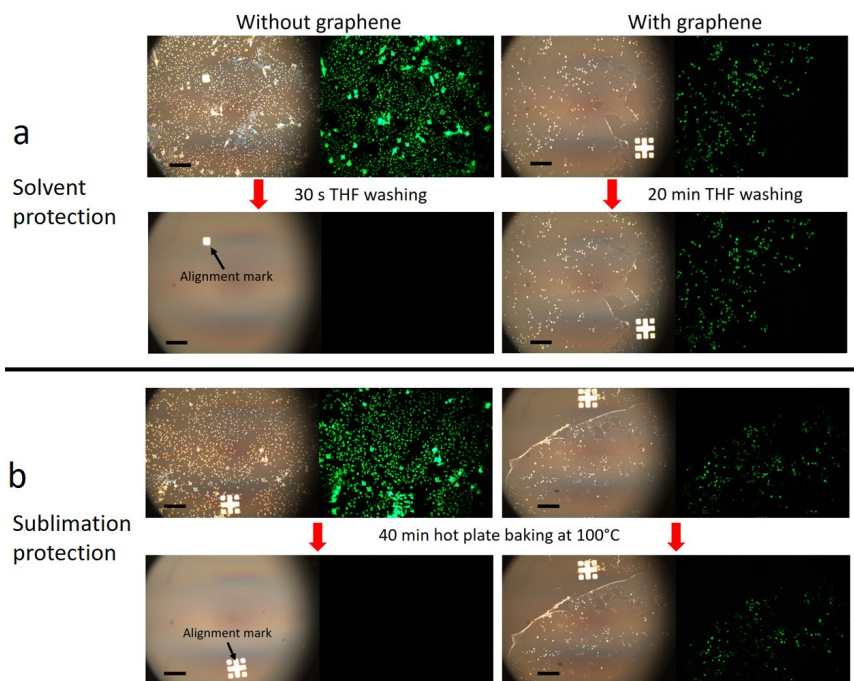 Without graphene
With graphene
a
Solvent
protection
30 s THF washing
20 min THF washing
Alignment mark
b
Sublimation
protection
40 min hot plate baking at 100°C
Alignment mark